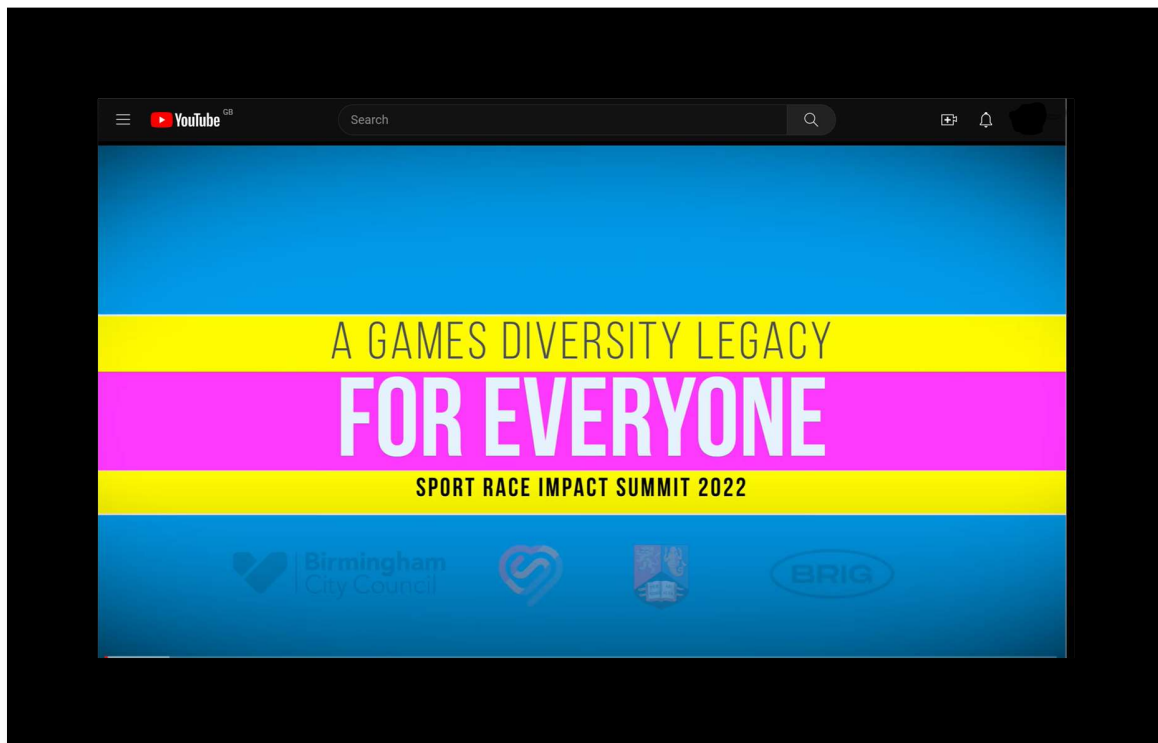 YouTube GB
Search
A GAMES DIVERSITY LEGACY
FOR EVERYONE
SPORT RACE IMPACT SUMMIT 2022
Birmingham
City Council
BRIG